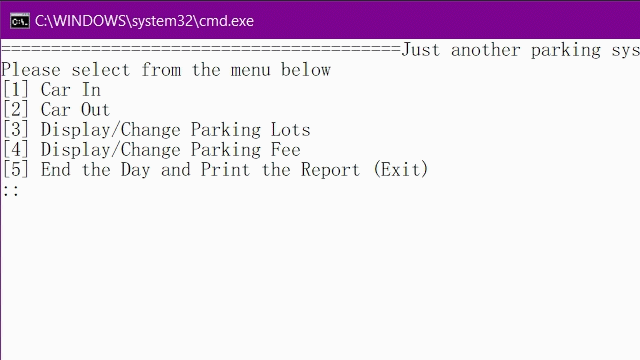 C:\WINDOWS\system32\cmd.exe
========================================Just another parking sys
Please select from the menu below
[1] Car In
[2] Car Out
[3] Display/Change Parking Lots
[4] Display/Change Parking Fee
[5] End the Day and Print the Report (Exit)
::